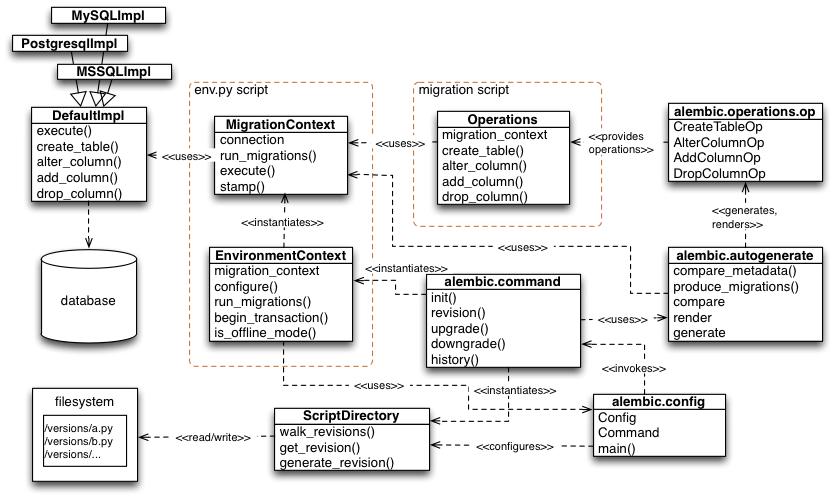 MySQLImpl
PostgresqlImpl
MSSQLImpl
DefaultImpl
execute()
create_table()
alter_column()
add_column()
drop_column()
database
env.py script
MigrationContext
connection
run_migrations()
execute()
stamp()
<<uses>>
<<instantiates>>
EnvironmentContext
migration_context
configure()
run_migrations()
begin_transaction()
is_offline_mode()
migration script
Operations
migration_context
create_table()
alter_column()
add_column()
drop_column()
<<uses>>
<<provides
operations>>
alembic.operations.op
CreateTableOp
AlterColumnOp
AddColumnOp
DropColumnOp
<<generates,
renders>>
<<uses>>
alembic.autogenerate
compare_metadata()
produce_migrations()
compare
render
generate
<<instantiates>>
alembic.command
init()
revision()
upgrade()
downgrade()
history()
<<uses>>
<<invokes>>
<<uses>>
<<instantiates>>
alembic.config
Config
Command
main()
<<configures>>
ScriptDirectory
walk_revisions()
get_revision()
generate_revision()
<<read/write>>
filesystem
/versions/a.py
/versions/b.py
/versions/...